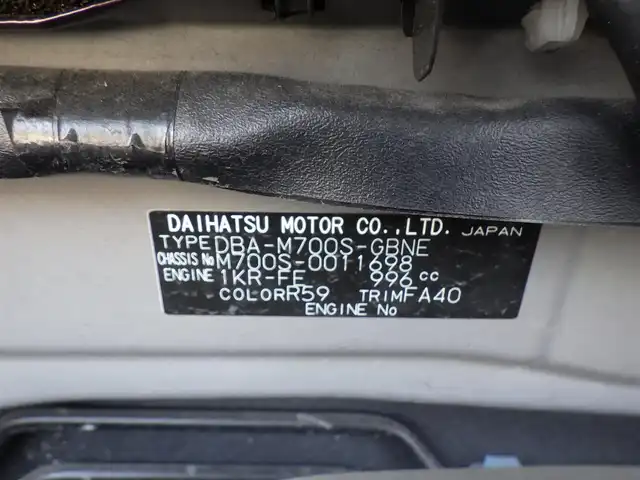 DAIHATSU MOTOR CO.,LTD. JAPAN
TYPE DBA-M700S-GBNE
CHASSIS No M700S-0011698
ENGINE 1KR-FE 996 cc
COLOR R59 TRIM FA40
ENGINE No